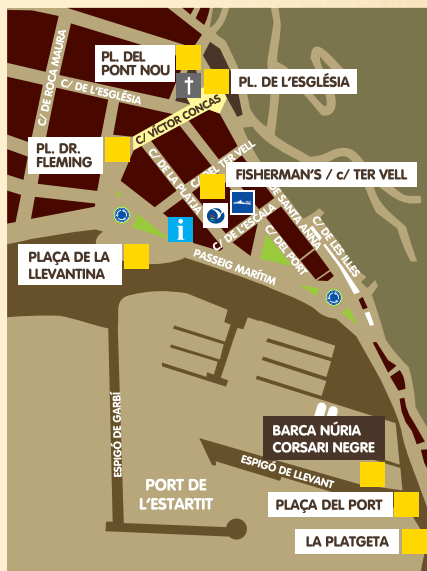 C/ DE ROCA MAURA
PL. DEL
PONT NOU
C/ DE L'ESGLÉSIA
PL. DE L'ESGLÉSIA
C/ VÍCTOR CONCAS
PL. DR.
FLEMING
C/ DEL TER VELL
C/ DE LA PLATJA
FISHERMAN'S / c/ TER VELL
DE SANTA ANNA
C/ DE L'ESCALA
C/ DEL PORT
C/ DE LES ILLES
i
PLAÇA DE LA
LLEVANTINA
PASSEIG MARÍTIM
ESPIGÓ DE GARBÍ
BARCA NÚRIA
CORSARI NEGRE
ESPIGÓ DE LLEVANT
PORT DE
L'ESTARTIT
PLAÇA DEL PORT
LA PLATGETA